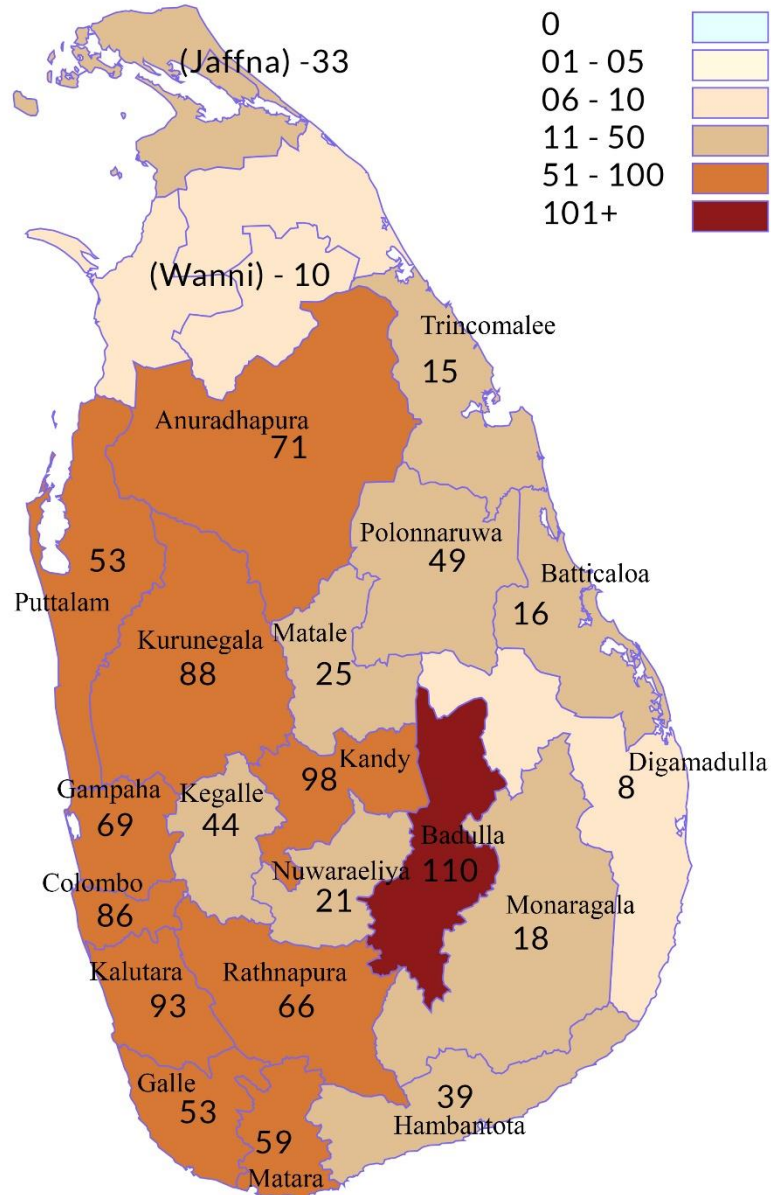 (Jaffna) -33
0
01 - 05
06 - 10
11 - 50
51 - 100
101+
(Wanni) - 10
Trincomalee
15
Anuradhapura
71
Polonnaruwa
49
Batticaloa
16
53
Puttalam
Kurunegala
88
Matale
25
Kandy
98
Digamadulla
8
Gampaha
69
Kegalle
44
Badulla
110
Nuwaraeliya
21
Colombo
86
Monaragala
18
Kalutara
93
Rathnapura
66
Galle
53
59
Matara
39
Hambantota